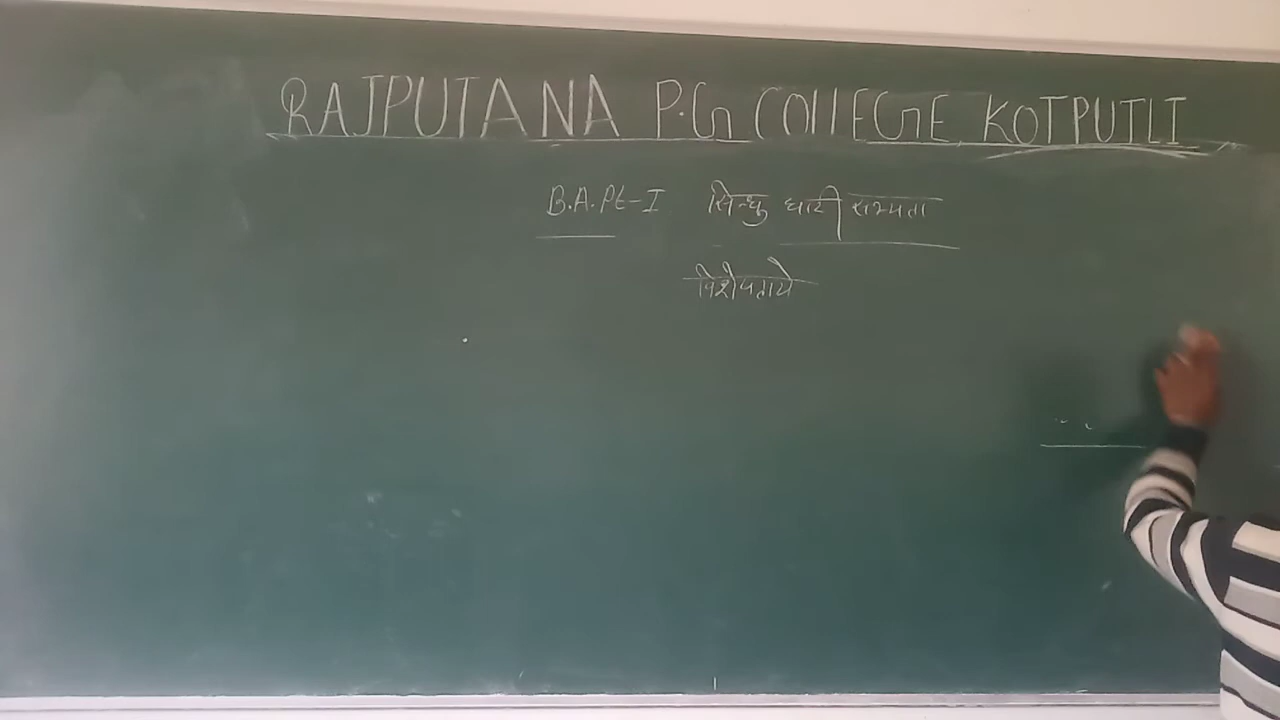 RAJPUTANA P.G COllEGE KOTPUTLI
B.A.Pt-I सिन्धु घाटी सभ्यता
विशेषताये